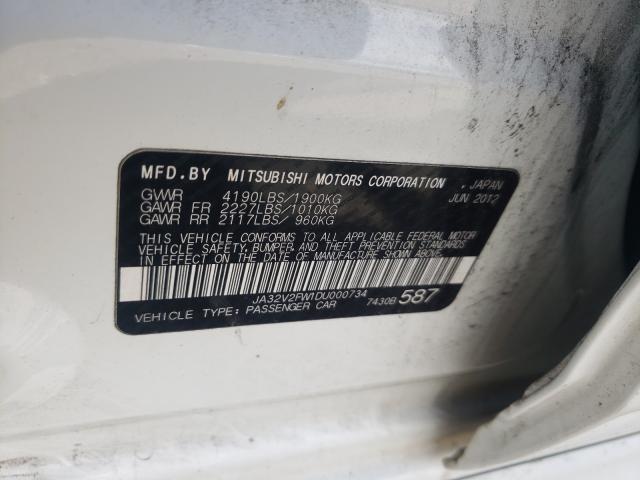 MFD.BY MITSUBISHI MOTORS CORPORATION , JAPAN
JUN 2012
GVWR 4190LBS/1900KG
GAWR FR 2227LBS/1010KG
GAWR RR 2117LBS/ 960KG
THIS VEHICLE CONFORMS TO ALL APPLICABLE FEDERAL MOTOR
VEHICLE SAFETY, BUMPER, AND THEFT PREVENTION STANDARDS
IN EFFECT ON THE DATE OF MANUFACTURE SHOWN ABOVE.
JA32V2FW1DU000734
VEHICLE TYPE: PASSENGER CAR 7430B 587